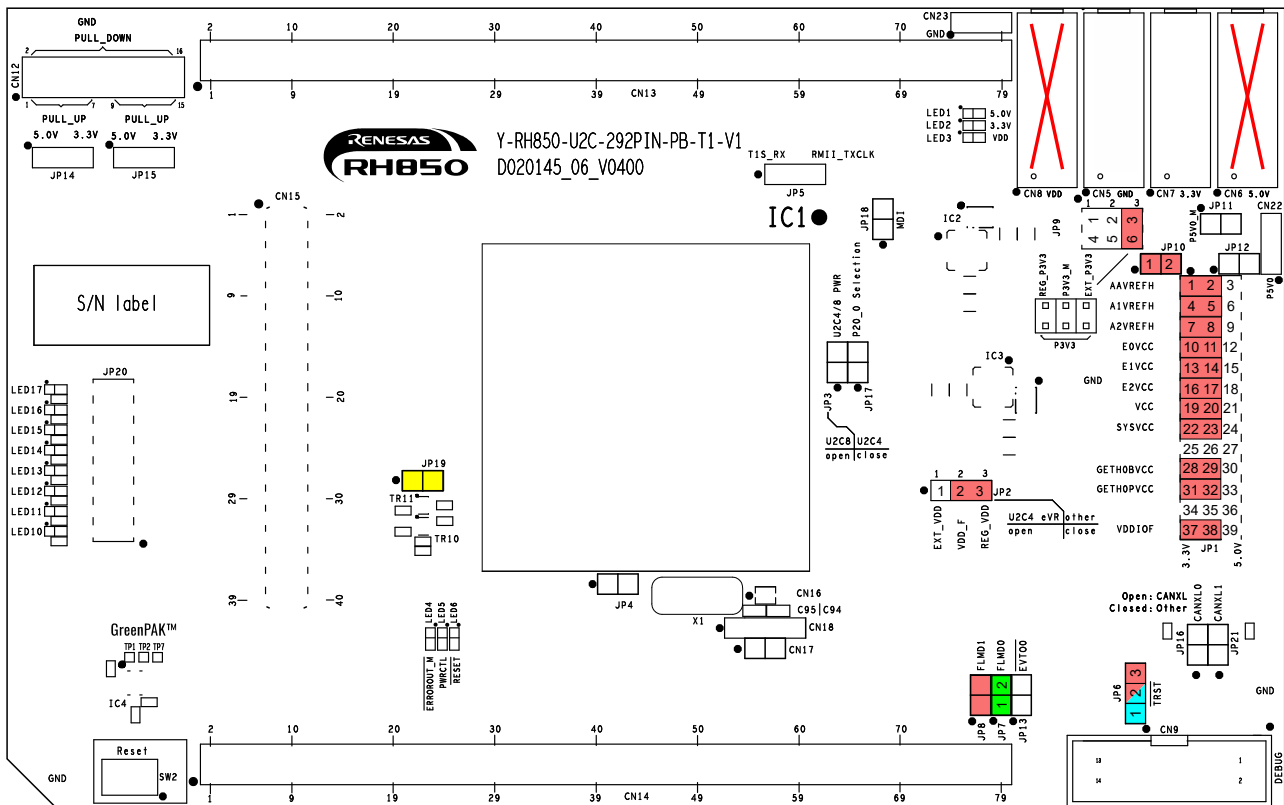 GND
PULL_DOWN
2 16
CN12
1 7 9 15
PULL_UP PULL_UP
5.0V 3.3V 5.0V 3.3V
JP14 JP15
2 10 20 30 40 50 60 70 80
1 9 19 29 39 CN13 49 59 69 79
CN23
GND
LED1 5.0V
LED2 3.3V
LED3 VDD
CN8 VDD
CN5 GND
CN7 3.3V
CN6 5.0V
RENESAS
RH850
Y-RH850-U2C-292PIN-PB-T1-V1
D020145_06_V0400
T1S_RX RMII_TXCLK
JP5
IC1
JP18
MDI
IC2
JP9
1 2 3
1 2 3
4 5 6
P5V0_M
JP11
CN22
JP10
1 2
JP12
P5V0
CN15
1 2
9 10
19 20
29 30
39 40
S/N label
JP20
LED17
LED16
LED15
LED14
LED13
LED12
LED11
LED10
U2C4/8 PWR
P20_0 Selection
JP3
JP17
U2C8 U2C4
open close
REG_P3V3
P3V3_M
EXT_P3V3
P3V3
IC3
GND
AAVREFH 1 2 3
A1VREFH 4 5 6
A2VREFH 7 8 9
E0VCC 10 11 12
E1VCC 13 14 15
E2VCC 16 17 18
VCC 19 20 21
SYSVCC 22 23 24
25 26 27
GETH0BVCC 28 29 30
GETH0PVCC 31 32 33
34 35 36
VDDIOF 37 38 39
3.3V JP1 5.0V
JP19
TR11
TR10
1 2 3
1 2 3
JP2
EXT_VDD
VDD_F
REG_VDD
U2C4 eVR other
open close
JP4
X1
CN16
C95 C94
CN18
CN17
LED4
LED5
LED6
ERROROUT_M
PWRCTL
RESET
GreenPAK™
TP1 TP2 TP7
IC4
Open: CANXL
Closed: Other
CANXL0
CANXL1
JP16
JP21
FLMD1
FLMD0
EVTO0
1 2
JP8
JP7
JP13
JP6
1 2 3
TRST
GND
CN9
13 1
14 2
DEBUG
Reset
SW2
GND
2 10 20 30 40 50 60 70 80
1 9 19 29 39 CN14 49 59 69 79